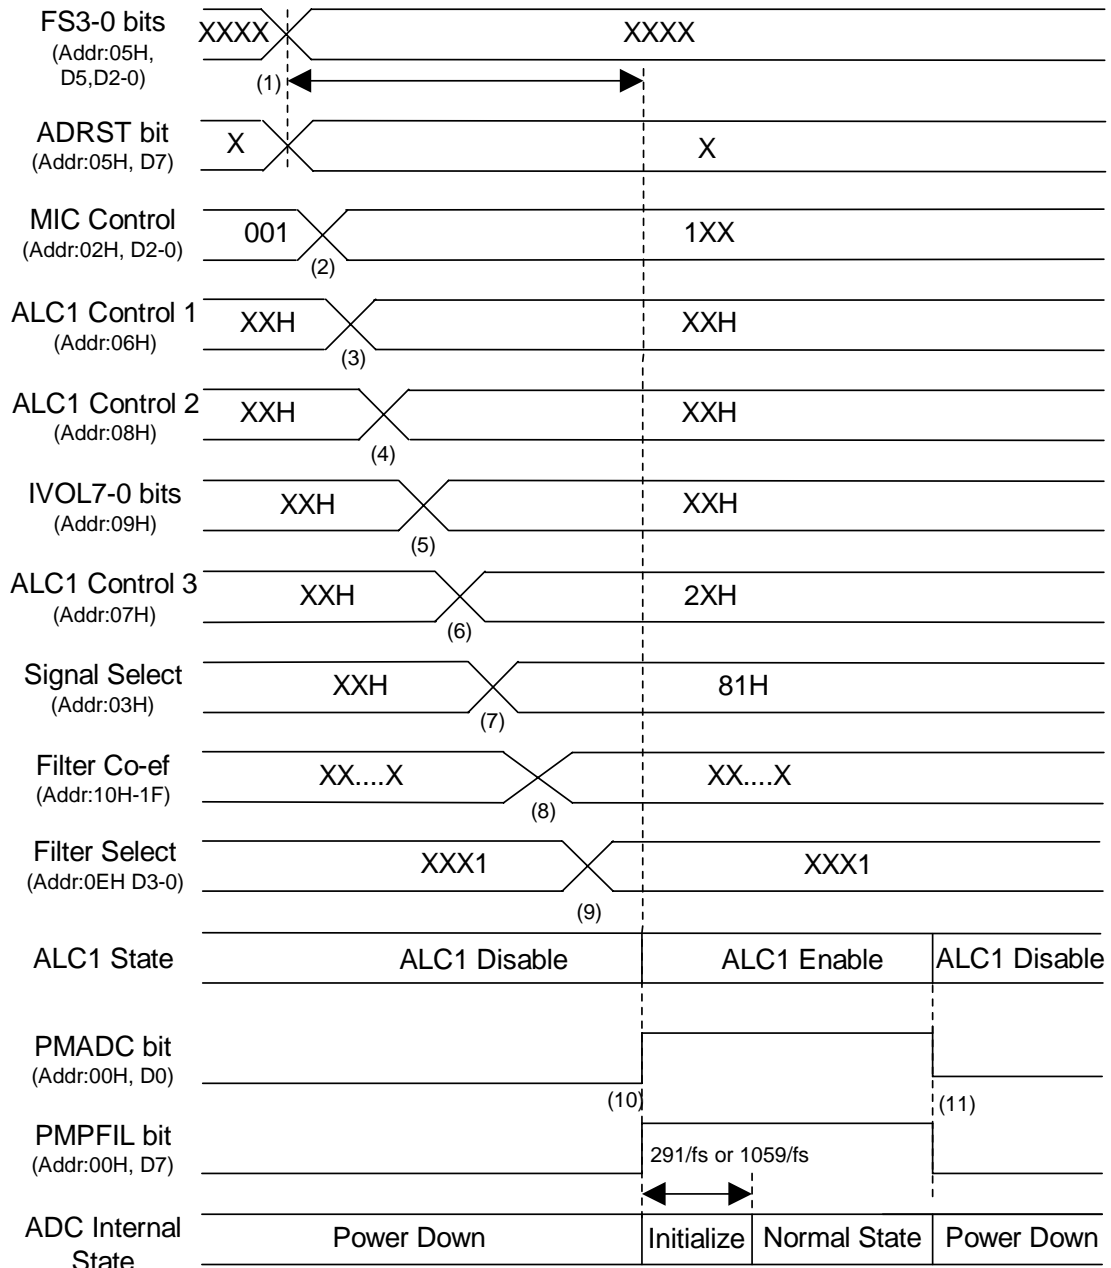 FS3-0 bits
(Addr:05H,
D5,D2-0)
XXXX
XXXX
(1)
ADRST bit
(Addr:05H, D7)
X
X
MIC Control
(Addr:02H, D2-0)
001
1XX
(2)
ALC1 Control 1
(Addr:06H)
XXH
XXH
(3)
ALC1 Control 2
(Addr:08H)
XXH
XXH
(4)
IVOL7-0 bits
(Addr:09H)
XXH
XXH
(5)
ALC1 Control 3
(Addr:07H)
XXH
2XH
(6)
Signal Select
(Addr:03H)
XXH
81H
(7)
Filter Co-ef
(Addr:10H-1F)
XX....X
XX....X
(8)
Filter Select
(Addr:0EH D3-0)
XXX1
XXX1
(9)
ALC1 State
ALC1 Disable
ALC1 Enable
ALC1 Disable
PMADC bit
(Addr:00H, D0)
(10)
(11)
PMPFIL bit
(Addr:00H, D7)
291/fs or 1059/fs
ADC Internal
State
Power Down
Initialize
Normal State
Power Down